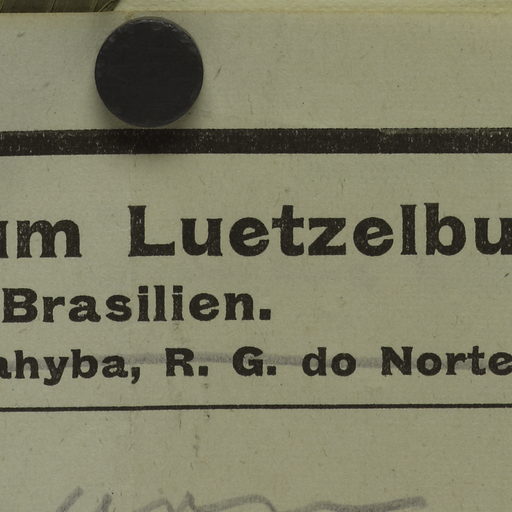 um Luetzelbu
Brasilien.
ahyba, R. G. do Norte